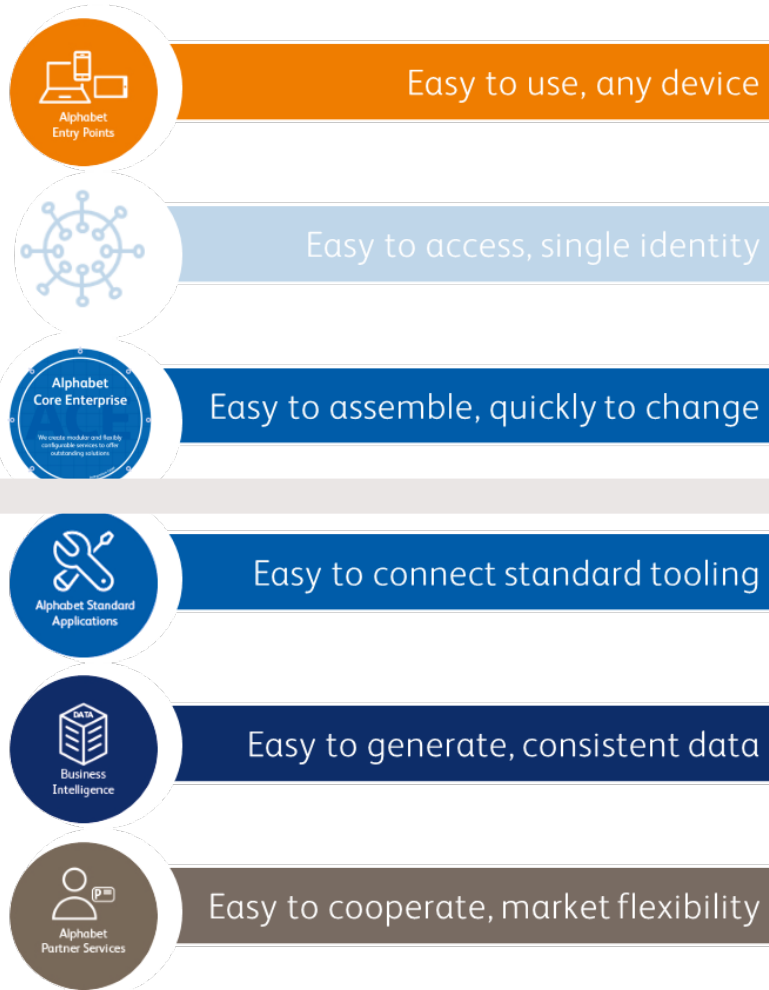 Alphabet
Entry Points
Easy to use, any device
Easy to access, single identity
Alphabet
Core Enterprise
ACE
We create modular and flexibly
configurable services to offer
outstanding solutions
Easy to assemble, quickly to change
Alphabet Standard
Applications
Easy to connect standard tooling
DATA
Business
Intelligence
Easy to generate, consistent data
P
Alphabet
Partner Services
Easy to cooperate, market flexibility